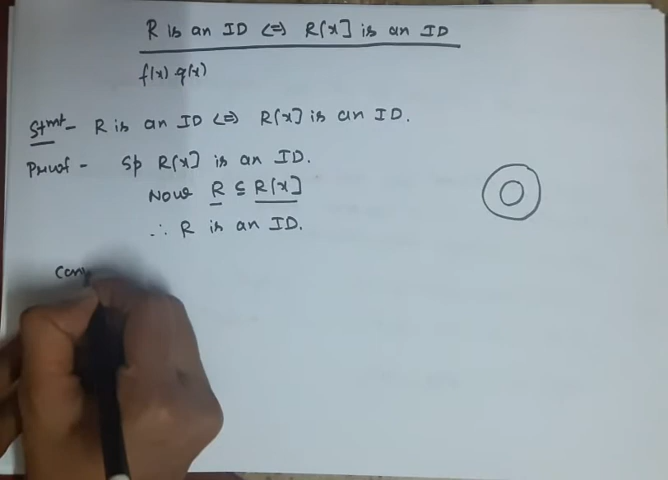 R is an ID <=> R[x] is an ID
f(x) g(x)
Stmt- R is an ID <=> R[x] is an ID.
Proof - Sp R[x] is an ID.
Now R ⊆ R[x]
∴ R is an ID.
Con